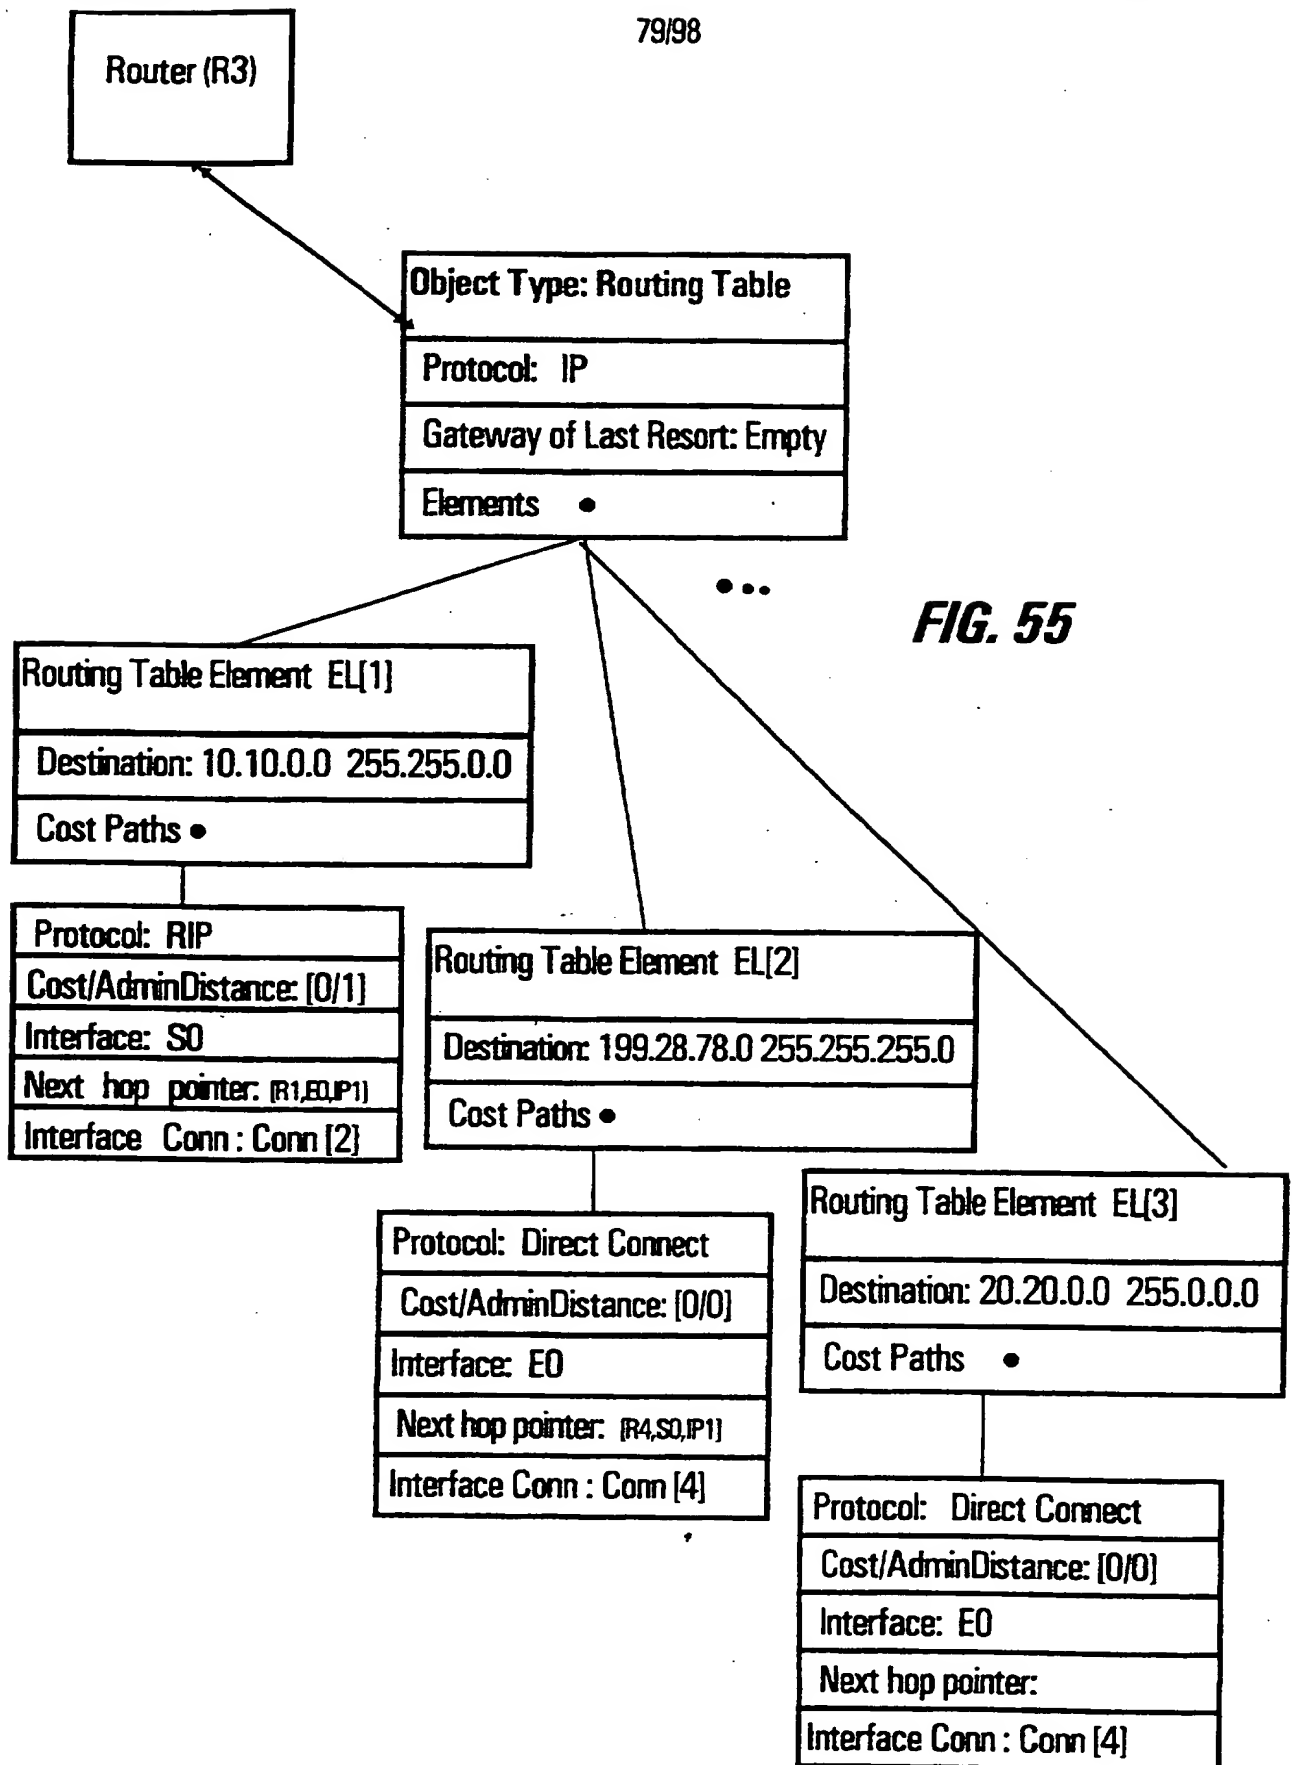 79/98
Router (R3)
Object Type: Routing Table
Protocol: IP
Gateway of Last Resort: Empty
Elements
FIG. 55
Routing Table Element EL[1]
Destination: 10.10.0.0 255.255.0.0
Cost Paths
Protocol: RIP
Cost/AdminDistance: [0/1]
Interface: S0
Next hop pointer: [R1,E0,IP1]
Interface Conn : Conn [2]
Routing Table Element EL[2]
Destination: 199.28.78.0 255.255.255.0
Cost Paths
Protocol: Direct Connect
Cost/AdminDistance: [0/0]
Interface: E0
Next hop pointer: [R4,S0,IP1]
Interface Conn : Conn [4]
Routing Table Element EL[3]
Destination: 20.20.0.0 255.0.0.0
Cost Paths
Protocol: Direct Connect
Cost/AdminDistance: [0/0]
Interface: E0
Next hop pointer:
Interface Conn : Conn [4]